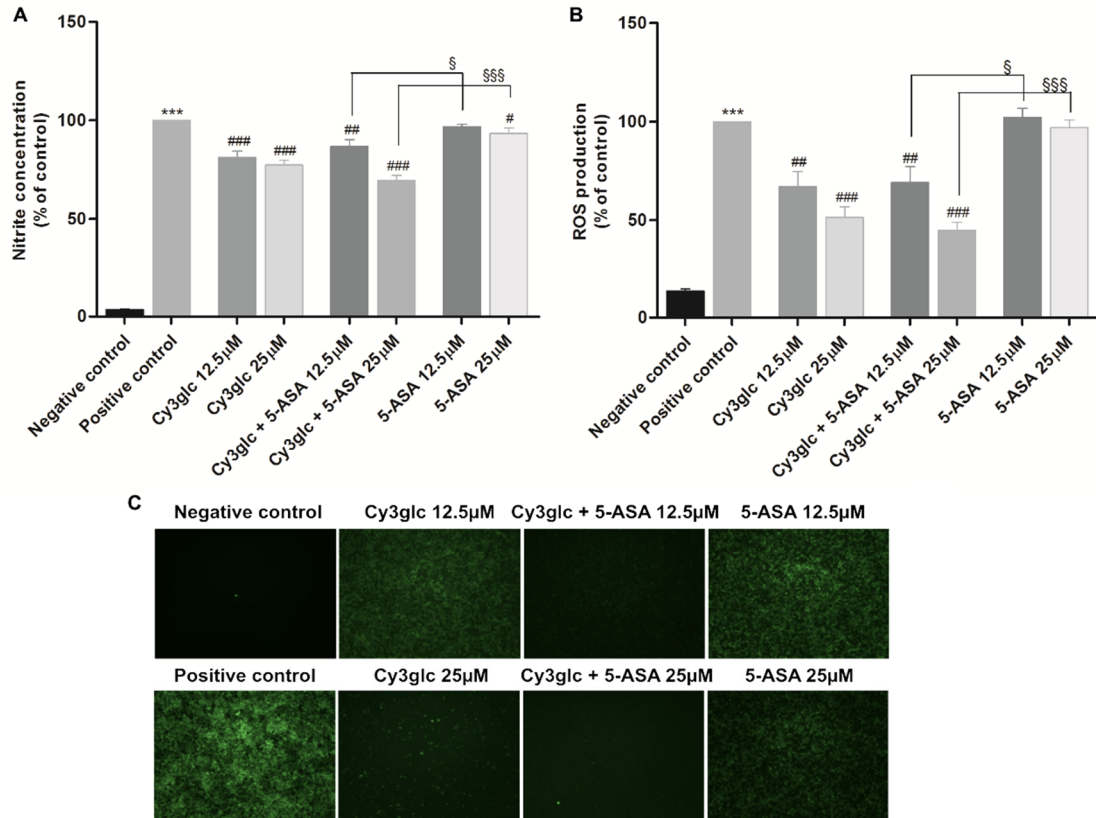 A
Nitrite concentration
(% of control)
150
100
50
0
***
###
###
##
###
§
§§§
#
Negative control
Positive control
Cy3glc 12.5µM
Cy3glc 25µM
Cy3glc + 5-ASA 12.5µM
Cy3glc + 5-ASA 25µM
5-ASA 12.5µM
5-ASA 25µM
B
ROS production
(% of control)
150
100
50
0
***
##
###
##
###
§
§§§
Negative control
Positive control
Cy3glc 12.5µM
Cy3glc 25µM
Cy3glc + 5-ASA 12.5µM
Cy3glc + 5-ASA 25µM
5-ASA 12.5µM
5-ASA 25µM
C
Negative control Cy3glc 12.5µM Cy3glc + 5-ASA 12.5µM 5-ASA 12.5µM
Positive control Cy3glc 25µM Cy3glc + 5-ASA 25µM 5-ASA 25µM